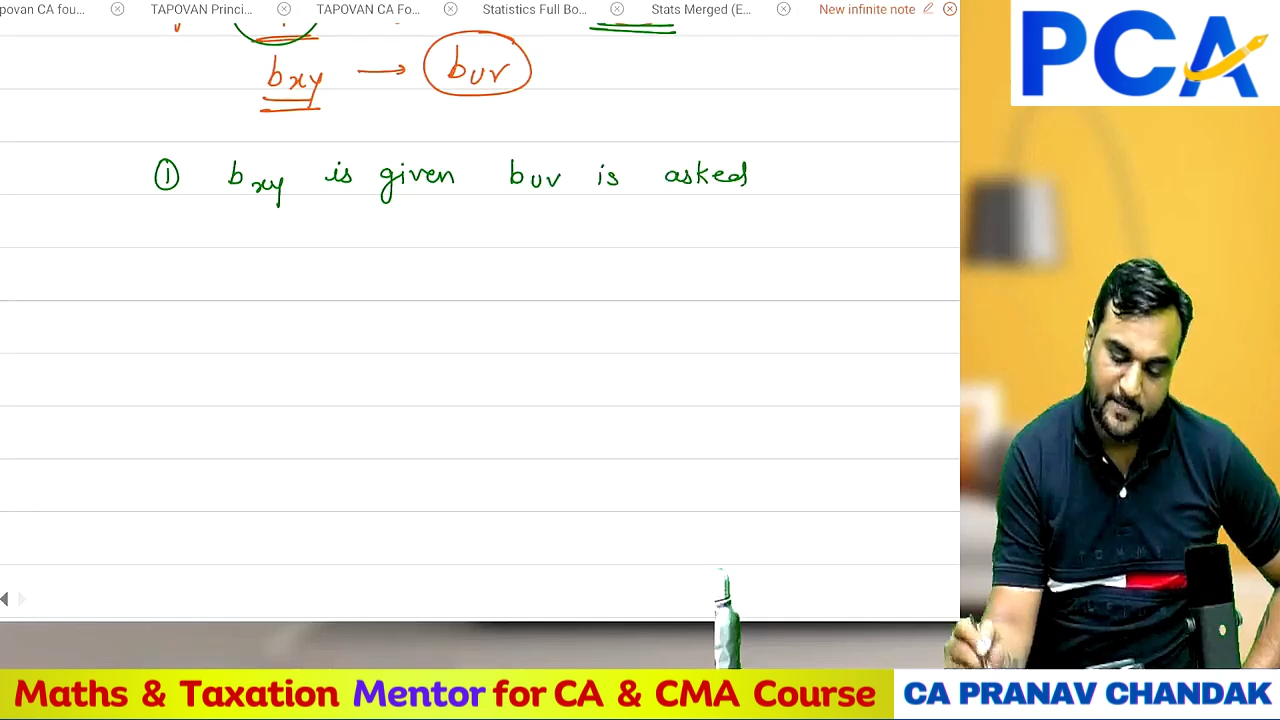 povan CA fou... TAPOVAN Princi... TAPOVAN CA Fo... Statistics Full Bo... Stats Merged (E... New infinite note
PCA
bxy → buv
① bxy is given buv is asked
Maths & Taxation Mentor for CA & CMA Course
CA PRANAV CHANDAK